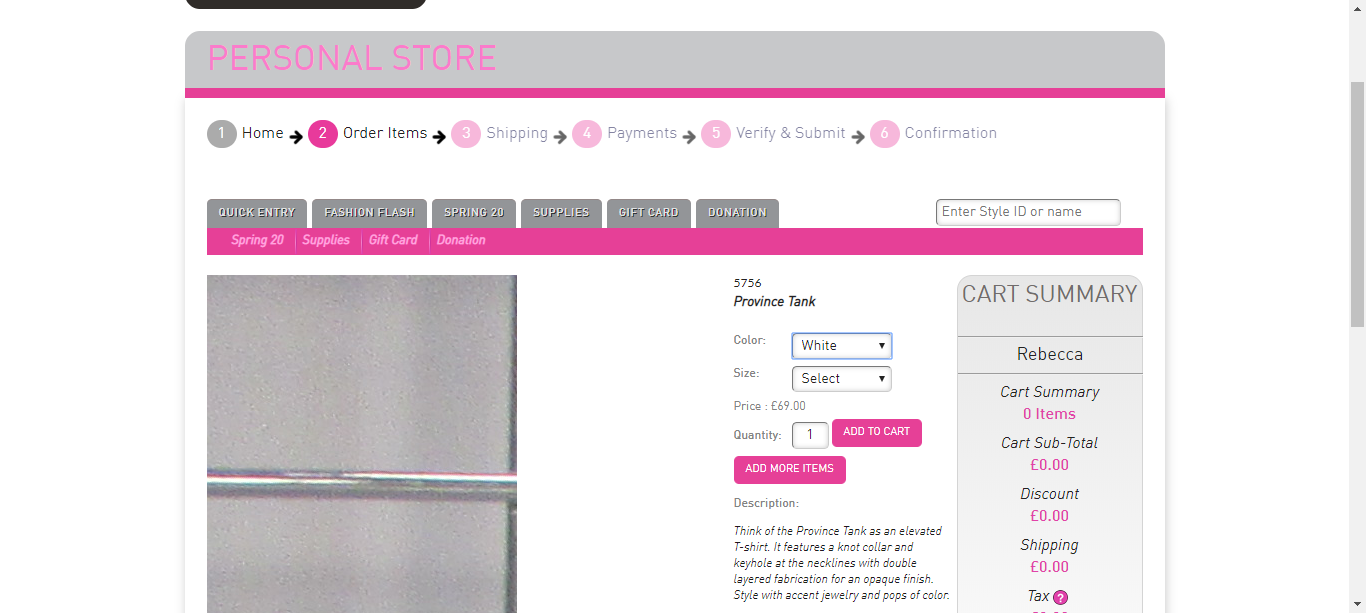 PERSONAL STORE
1 Home 2 Order Items 3 Shipping 4 Payments 5 Verify & Submit 6 Confirmation
QUICK ENTRY FASHION FLASH SPRING 20 SUPPLIES GIFT CARD DONATION
Enter Style ID or name
Spring 20 Supplies Gift Card Donation
5756
Province Tank
Color: White
Size: Select
Price : £69.00
Quantity: 1 ADD TO CART
ADD MORE ITEMS
Description:
Think of the Province Tank as an elevated
T-shirt. It features a knot collar and
keyhole at the necklines with double
layered fabrication for an opaque finish.
Style with accent jewelry and pops of color.
CART SUMMARY
Rebecca
Cart Summary
0 Items
Cart Sub-Total
£0.00
Discount
£0.00
Shipping
£0.00
Tax ?